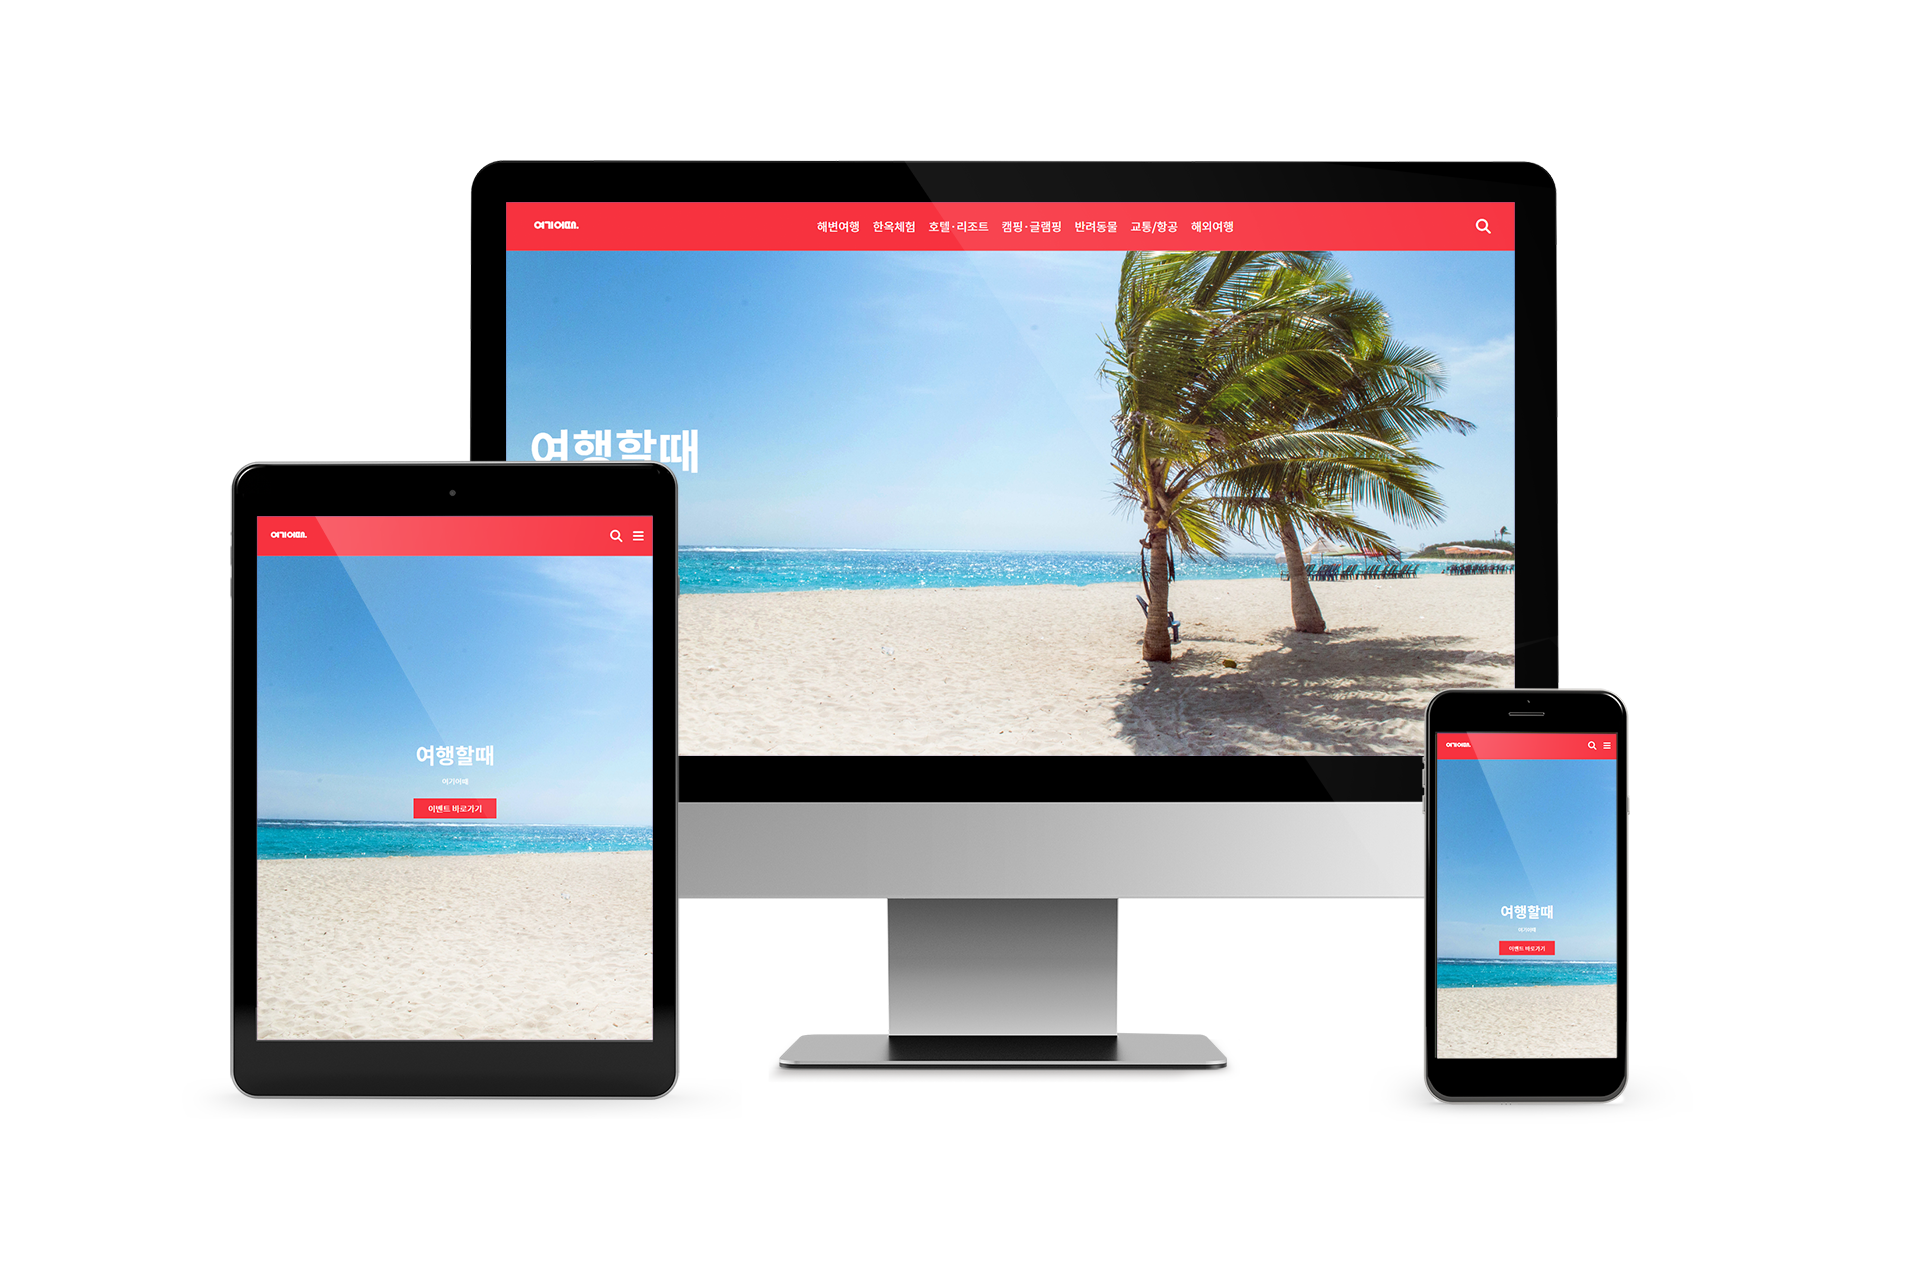 여기어때.
해변여행 한옥체험 호텔·리조트 캠핑·글램핑 반려동물 교통/항공 해외여행
여행할때
여기어때.
여행할때
여기어때
이벤트 바로가기
여기어때.
여행할때
여기어때
이벤트 바로가기